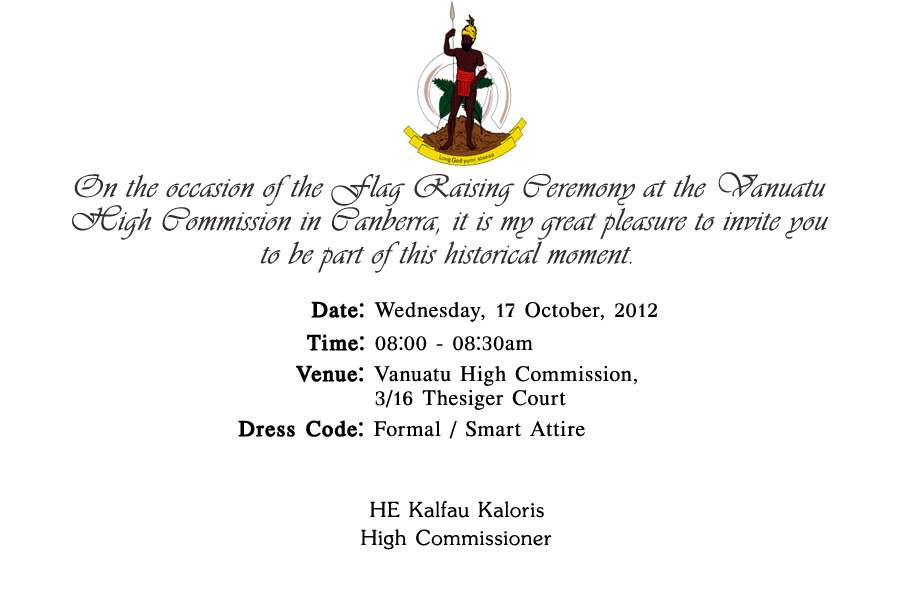 Long God yumi stanap
On the occasion of the Flag Raising Ceremony at the Vanuatu
High Commission in Canberra, it is my great pleasure to invite you
to be part of this historical moment.
Date: Wednesday, 17 October, 2012
Time: 08:00 - 08:30am
Venue: Vanuatu High Commission,
3/16 Thesiger Court
Dress Code: Formal / Smart Attire
HE Kalfau Kaloris
High Commissioner